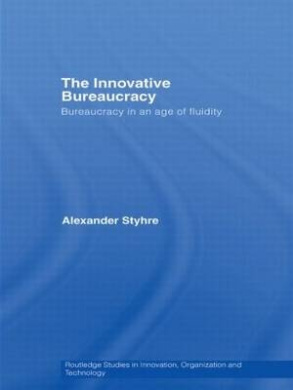 The Innovative
Bureaucracy
Bureaucracy in an age of fluidity
Alexander Styhre
Routledge Studies in Innovation, Organization and
Technology